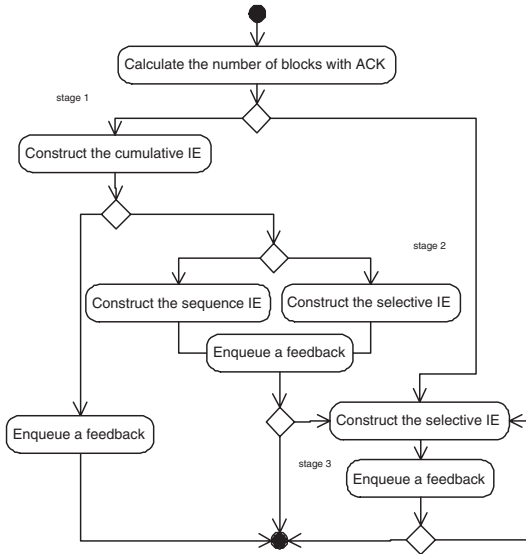 Calculate the number of blocks with ACK
stage 1
Construct the cumulative IE
stage 2
Construct the sequence IE
Construct the selective IE
Enqueue a feedback
Enqueue a feedback
Construct the selective IE
stage 3
Enqueue a feedback